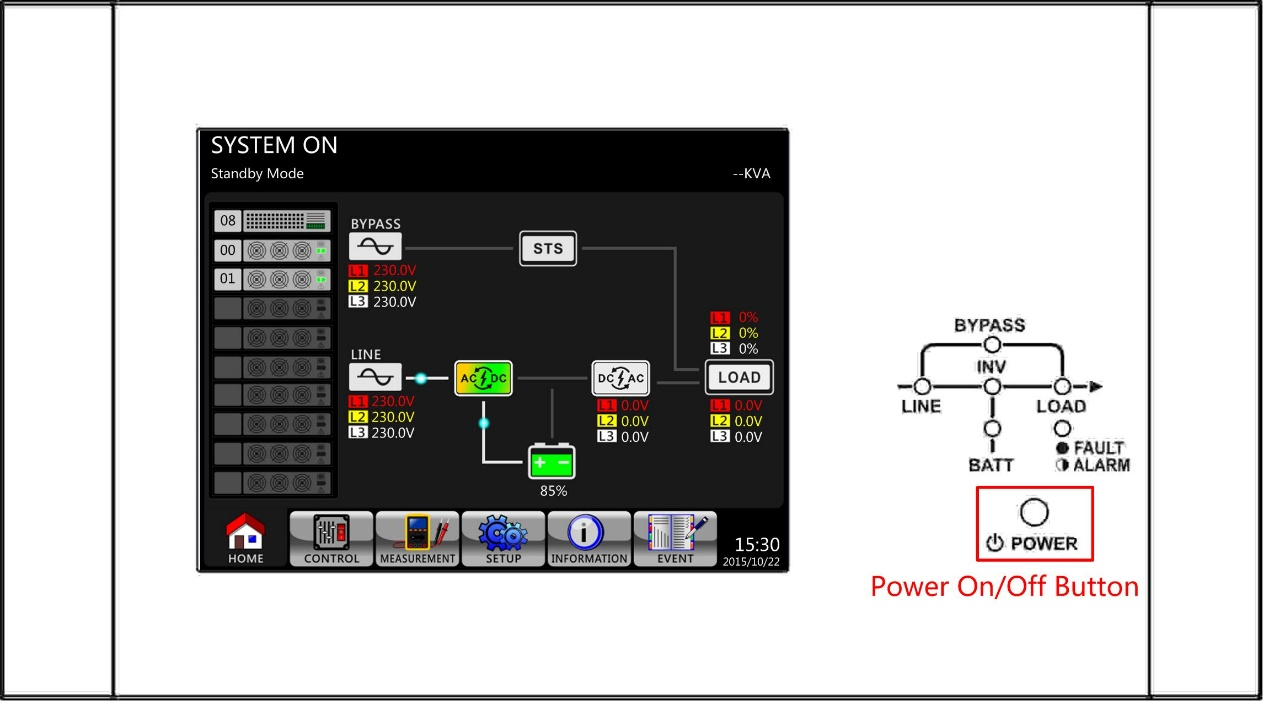 SYSTEM ON
Standby Mode
--KVA
08
00
01
BYPASS
L1 230.0V
L2 230.0V
L3 230.0V
STS
LINE
L1 230.0V
L2 230.0V
L3 230.0V
AC DC
DC AC
L1 0.0V
L2 0.0V
L3 0.0V
L1 0%
L2 0%
L3 0%
LOAD
L1 0.0V
L2 0.0V
L3 0.0V
+ −
85%
HOME
CONTROL
MEASUREMENT
SETUP
INFORMATION
EVENT
15:30
2015/10/22
BYPASS
INV
LINE
LOAD
BATT
FAULT
ALARM
POWER
Power On/Off Button